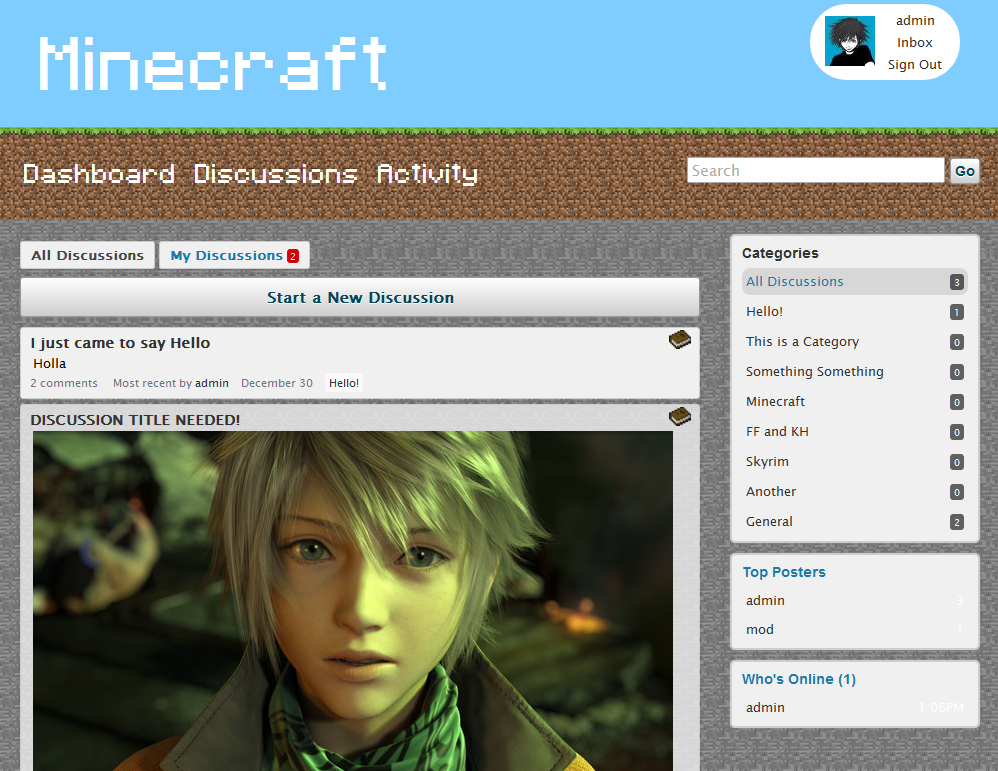 Minecraft
admin
Inbox
Sign Out
Dashboard Discussions Activity
Search Go
All Discussions My Discussions 2
Start a New Discussion
I just came to say Hello
Holla
2 comments Most recent by admin December 30 Hello!
DISCUSSION TITLE NEEDED!
Categories
All Discussions 3
Hello! 1
This is a Category 0
Something Something 0
Minecraft 0
FF and KH 0
Skyrim 0
Another 0
General 2
Top Posters
admin 3
mod 1
Who's Online (1)
admin 1:06PM